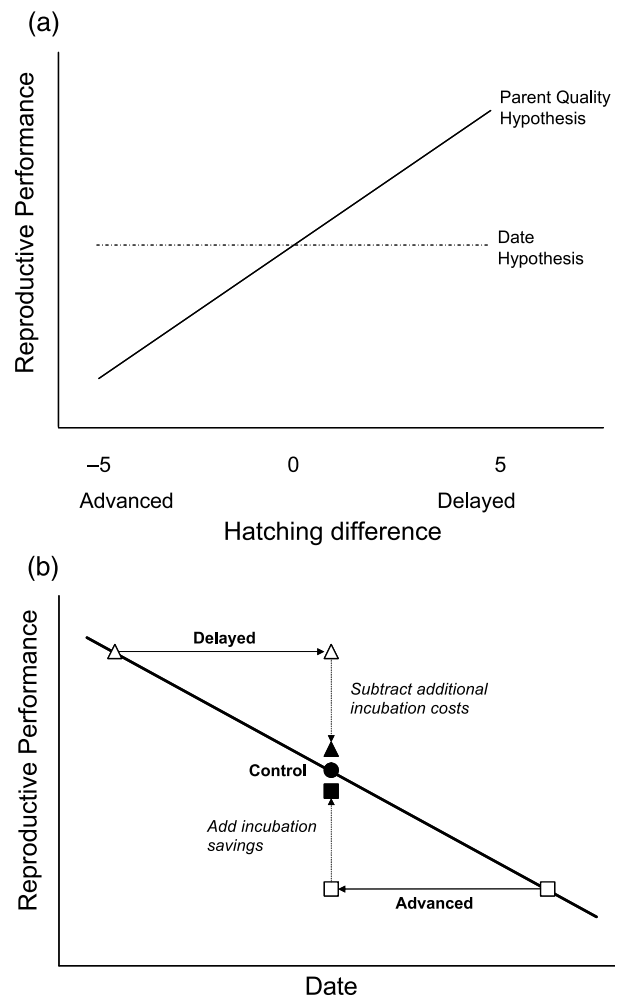 (a)
Reproductive Performance
Parent Quality
Hypothesis
Date
Hypothesis
–5
0
5
Advanced
Delayed
Hatching difference
(b)
Reproductive Performance
Delayed
Subtract additional
incubation costs
Control
Add incubation
savings
Advanced
Date